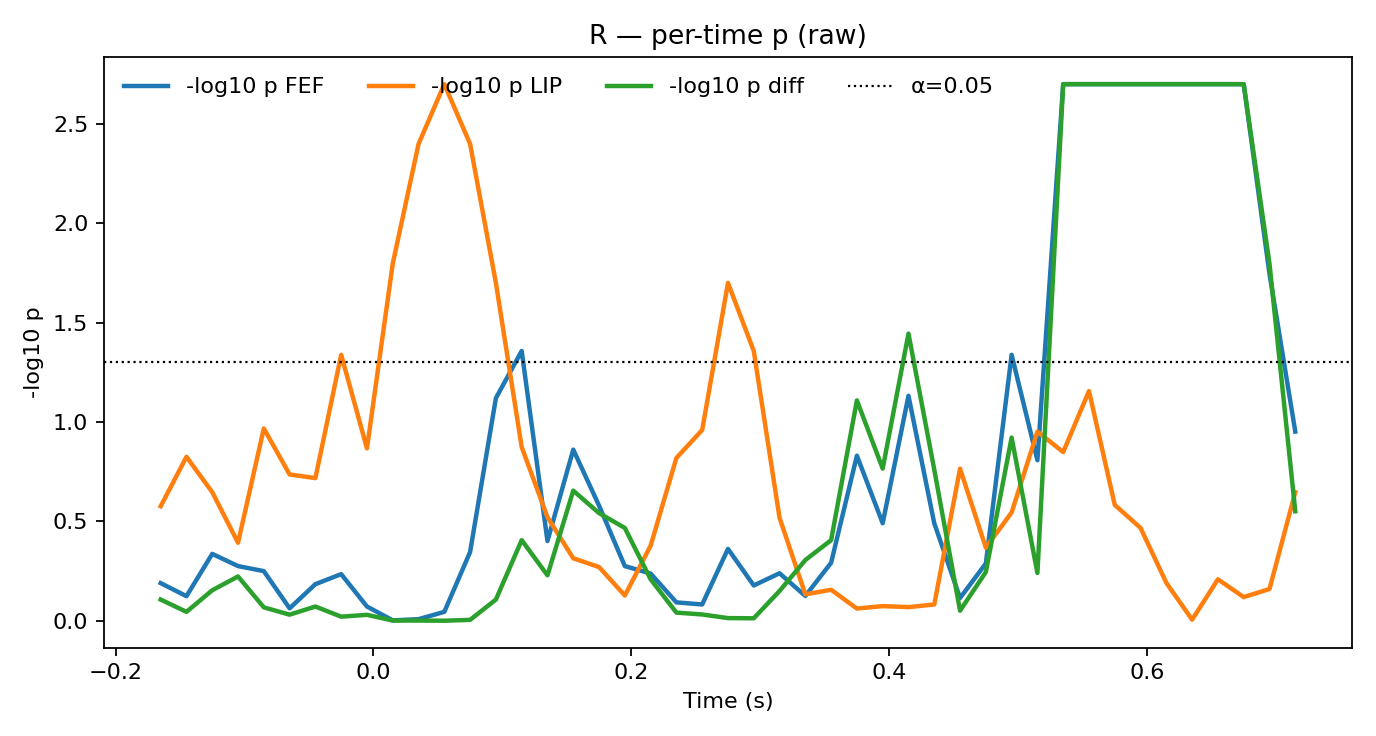 R — per-time p (raw)
-log10 p FEF
-log10 p LIP
-log10 p diff
α=0.05
-log10 p
2.5
2.0
1.5
1.0
0.5
0.0
−0.2
0.0
0.2
0.4
0.6
Time (s)